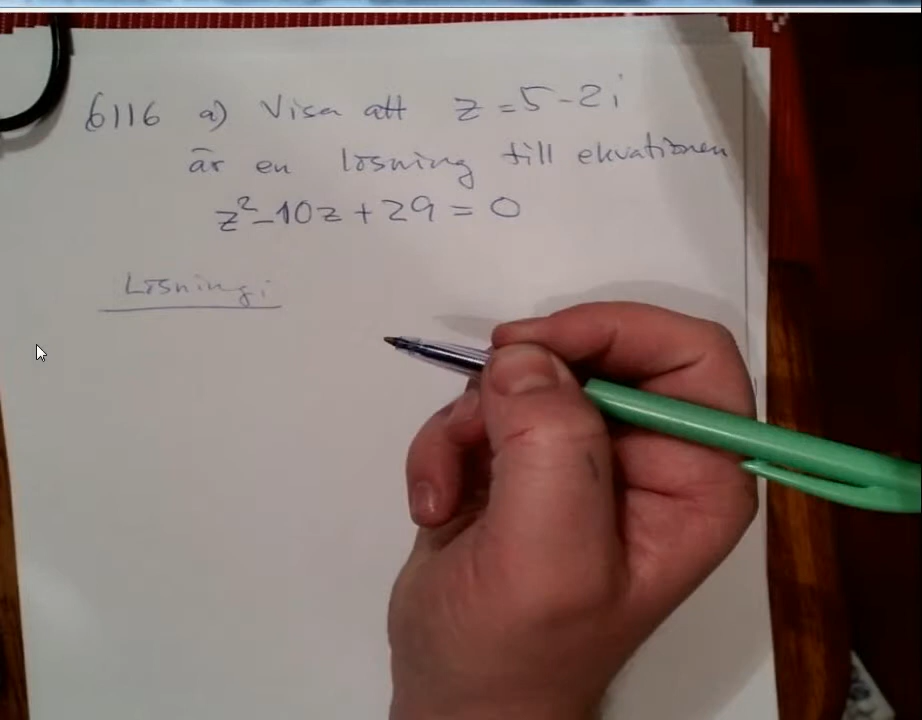 6116 a) Visa att z = 5 - 2i
är en lösning till ekvationen
z² - 10z + 29 = 0
Lösning: